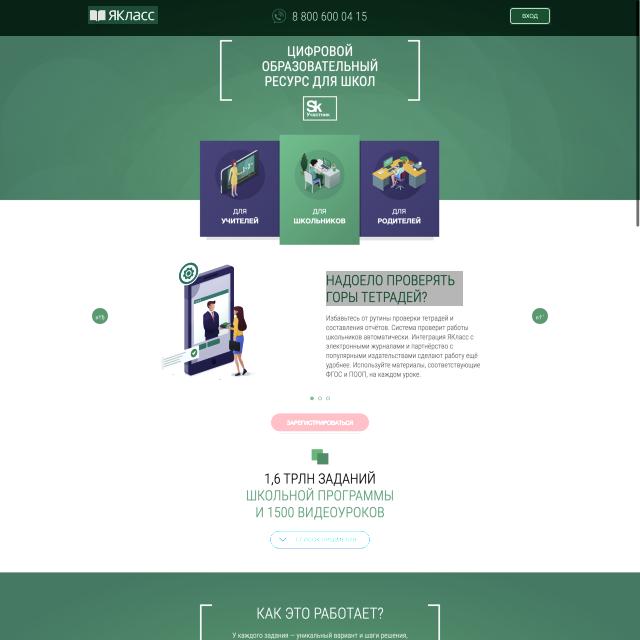 ЯКласс
8 800 600 04 15
ВХОД
ЦИФРОВОЙ
ОБРАЗОВАТЕЛЬНЫЙ
РЕСУРС ДЛЯ ШКОЛ
Sk
Участник
ДЛЯ
УЧИТЕЛЕЙ
ДЛЯ
ШКОЛЬНИКОВ
ДЛЯ
РОДИТЕЛЕЙ
НАДОЕЛО ПРОВЕРЯТЬ
ГОРЫ ТЕТРАДЕЙ?
Избавьтесь от рутины проверки тетрадей и
составления отчётов. Система проверит работы
школьников автоматически. Интеграция ЯКласс с
электронными журналами и партнёрство с
популярными издательствами сделают работу ещё
удобнее. Используйте материалы, соответствующие
ФГОС и ПООП, на каждом уроке.
ЗАРЕГИСТРИРОВАТЬСЯ
1,6 ТРЛН ЗАДАНИЙ
ШКОЛЬНОЙ ПРОГРАММЫ
И 1500 ВИДЕОУРОКОВ
КАК ЭТО РАБОТАЕТ?
У каждого задания — уникальный вариант и шаги решения,